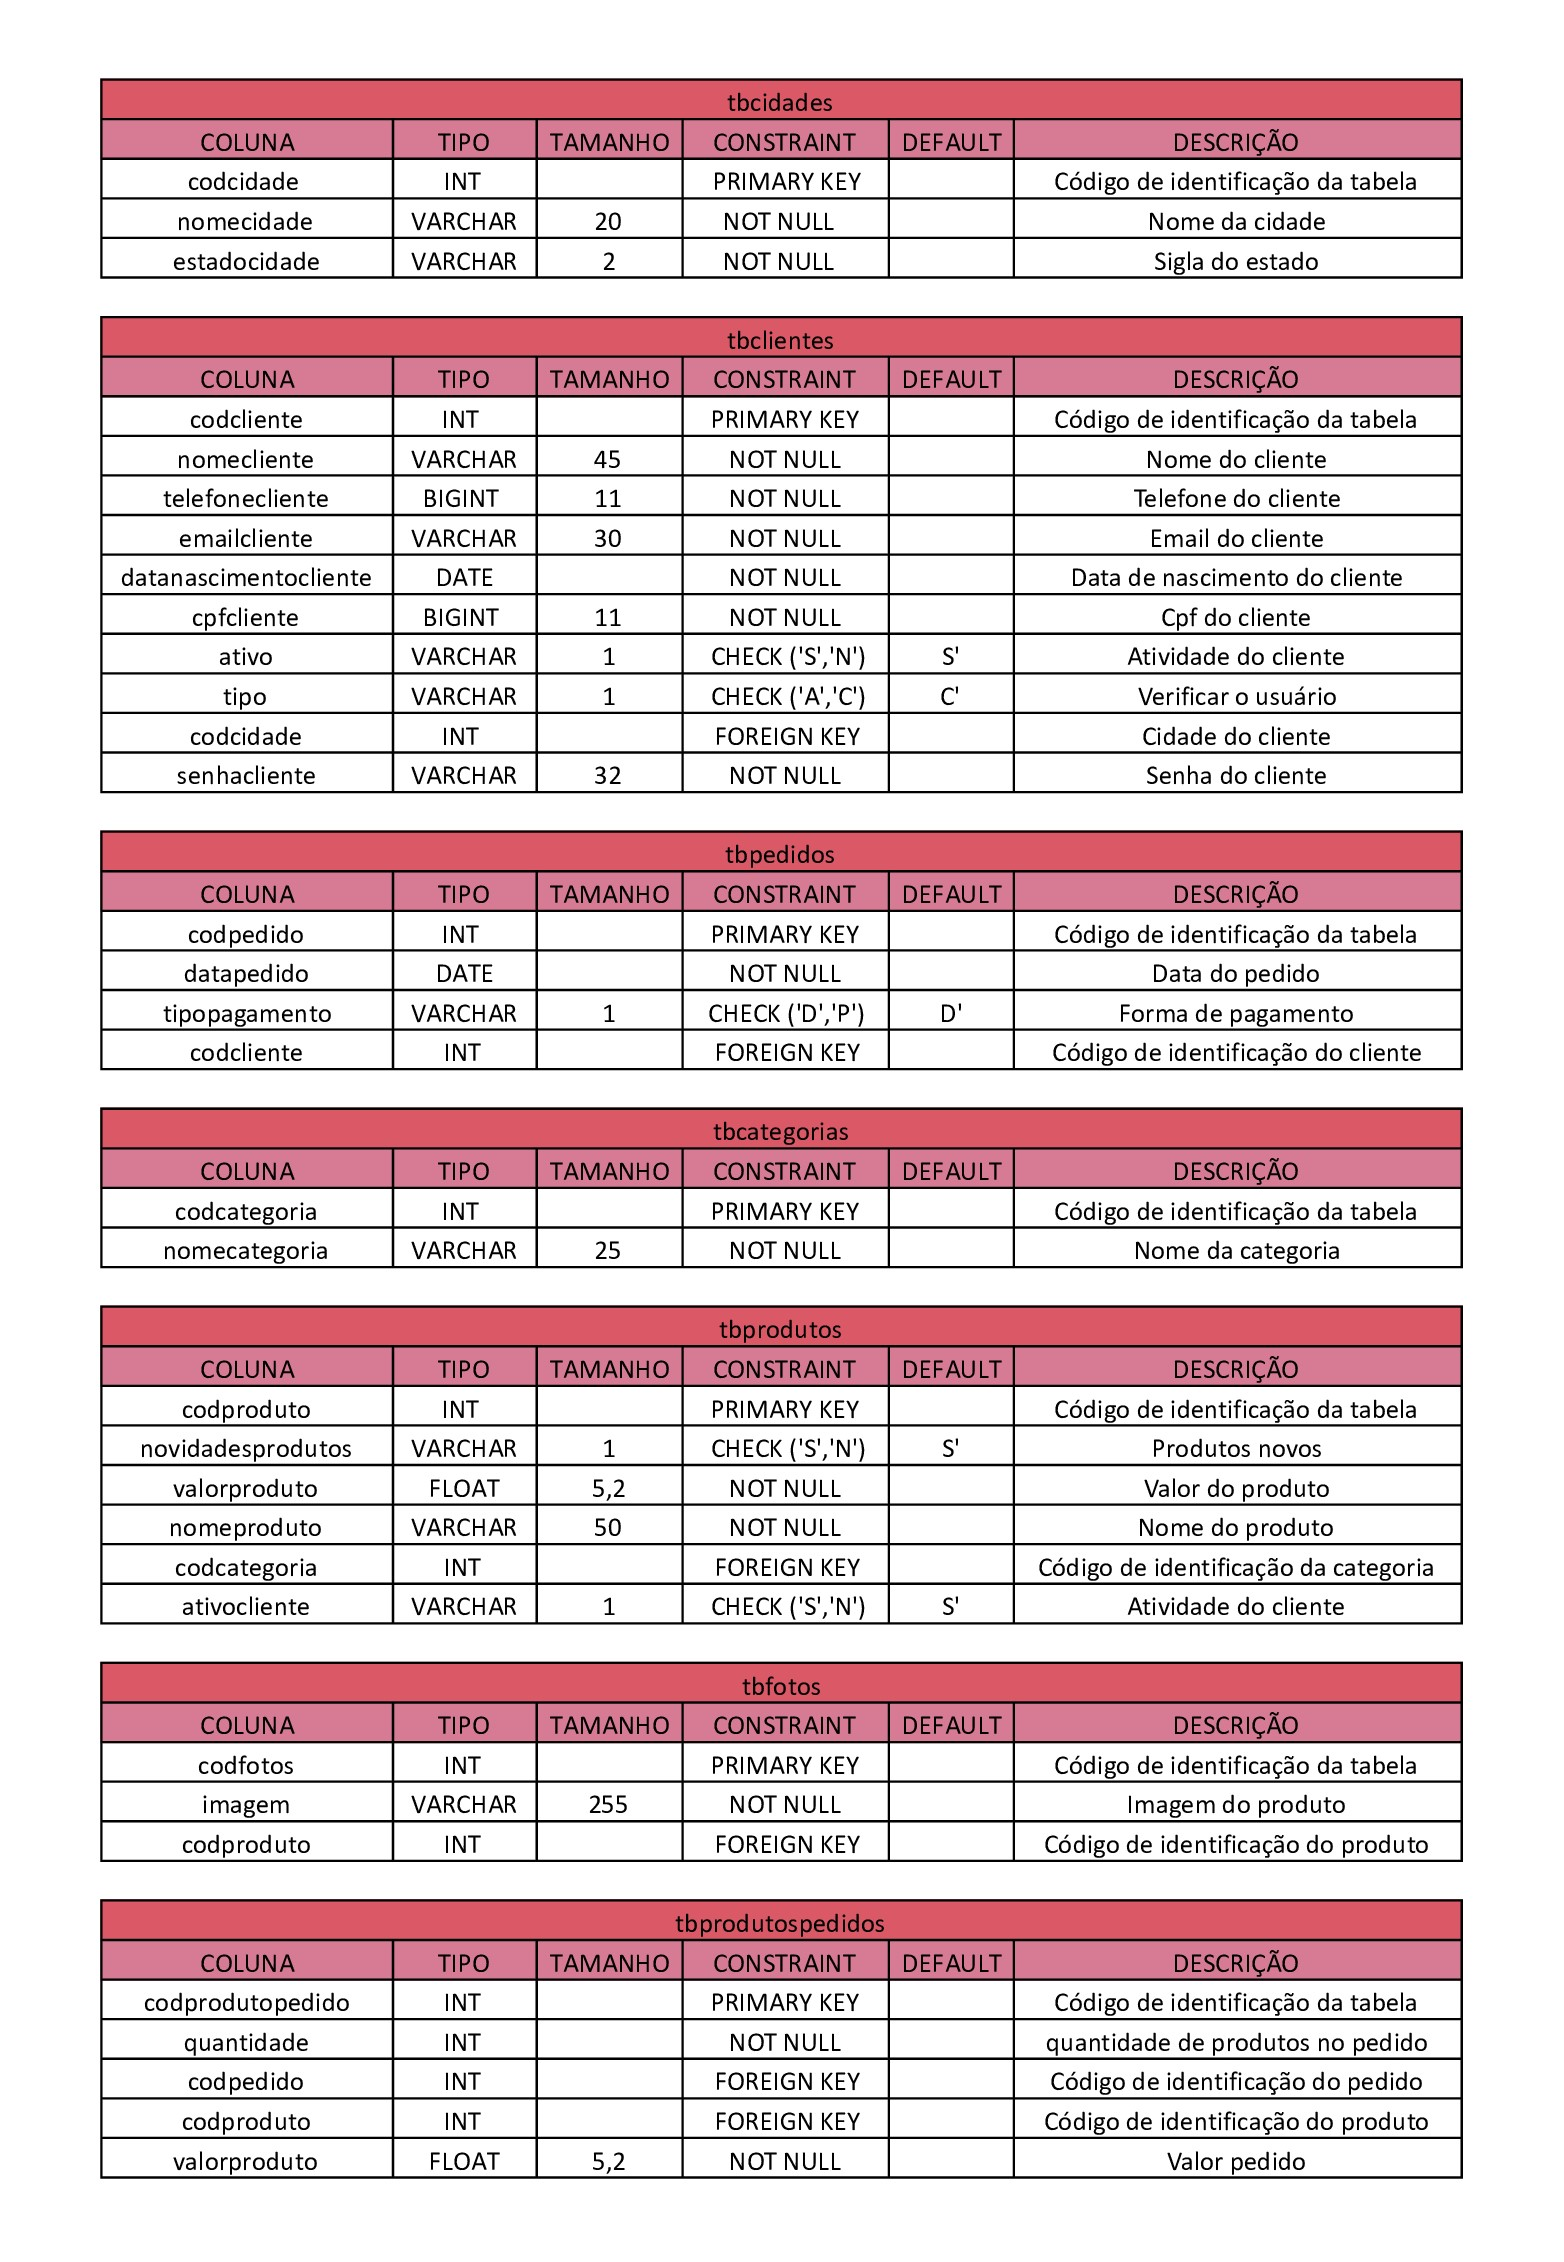 tbcidades
COLUNA TIPO TAMANHO CONSTRAINT DEFAULT DESCRIÇÃO
codcidade INT PRIMARY KEY Código de identificação da tabela
nomecidade VARCHAR 20 NOT NULL Nome da cidade
estadocidade VARCHAR 2 NOT NULL Sigla do estado
tbclientes
COLUNA TIPO TAMANHO CONSTRAINT DEFAULT DESCRIÇÃO
codcliente INT PRIMARY KEY Código de identificação da tabela
nomecliente VARCHAR 45 NOT NULL Nome do cliente
telefonecliente BIGINT 11 NOT NULL Telefone do cliente
emailcliente VARCHAR 30 NOT NULL Email do cliente
datanascimentocliente DATE NOT NULL Data de nascimento do cliente
cpfcliente BIGINT 11 NOT NULL Cpf do cliente
ativo VARCHAR 1 CHECK ('S','N') S' Atividade do cliente
tipo VARCHAR 1 CHECK ('A','C') C' Verificar o usuário
codcidade INT FOREIGN KEY Cidade do cliente
senhacliente VARCHAR 32 NOT NULL Senha do cliente
tbpedidos
COLUNA TIPO TAMANHO CONSTRAINT DEFAULT DESCRIÇÃO
codpedido INT PRIMARY KEY Código de identificação da tabela
datapedido DATE NOT NULL Data do pedido
tipopagamento VARCHAR 1 CHECK ('D','P') D' Forma de pagamento
codcliente INT FOREIGN KEY Código de identificação do cliente
tbcategorias
COLUNA TIPO TAMANHO CONSTRAINT DEFAULT DESCRIÇÃO
codcategoria INT PRIMARY KEY Código de identificação da tabela
nomecategoria VARCHAR 25 NOT NULL Nome da categoria
tbprodutos
COLUNA TIPO TAMANHO CONSTRAINT DEFAULT DESCRIÇÃO
codproduto INT PRIMARY KEY Código de identificação da tabela
novidadesprodutos VARCHAR 1 CHECK ('S','N') S' Produtos novos
valorproduto FLOAT 5,2 NOT NULL Valor do produto
nomeproduto VARCHAR 50 NOT NULL Nome do produto
codcategoria INT FOREIGN KEY Código de identificação da categoria
ativocliente VARCHAR 1 CHECK ('S','N') S' Atividade do cliente
tbfotos
COLUNA TIPO TAMANHO CONSTRAINT DEFAULT DESCRIÇÃO
codfotos INT PRIMARY KEY Código de identificação da tabela
imagem VARCHAR 255 NOT NULL Imagem do produto
codproduto INT FOREIGN KEY Código de identificação do produto
tbprodutospedidos
COLUNA TIPO TAMANHO CONSTRAINT DEFAULT DESCRIÇÃO
codprodutopedido INT PRIMARY KEY Código de identificação da tabela
quantidade INT NOT NULL quantidade de produtos no pedido
codpedido INT FOREIGN KEY Código de identificação do pedido
codproduto INT FOREIGN KEY Código de identificação do produto
valorproduto FLOAT 5,2 NOT NULL Valor pedido